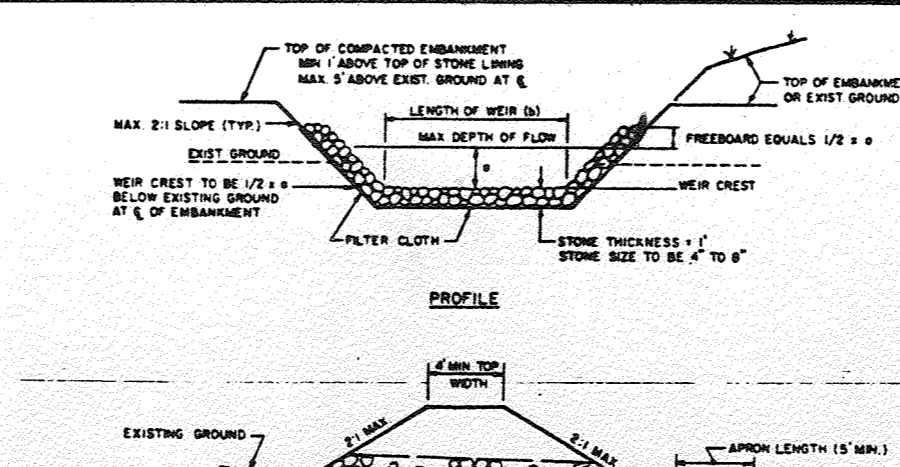 TOP OF COMPACTED EMBANKMENT
MIN 1' ABOVE TOP OF STONE LINING
MAX. 5' ABOVE EXIST. GROUND AT ℄
TOP OF EMBANKME
OR EXIST. GROUND
LENGTH OF WEIR (b)
MAX. 2:1 SLOPE (TYP.)
MAX DEPTH OF FLOW
FREEBOARD EQUALS 1/2 x a
EXIST GROUND
a
WEIR CREST TO BE 1/2 x a
BELOW EXISTING GROUND
AT ℄ OF EMBANKMENT
WEIR CREST
FILTER CLOTH
STONE THICKNESS = 1'
STONE SIZE TO BE 4" TO 8"
PROFILE
4' MIN TOP
WIDTH
EXISTING GROUND
2:1 MAX
2:1 MAX
APRON LENGTH (5' MIN.)